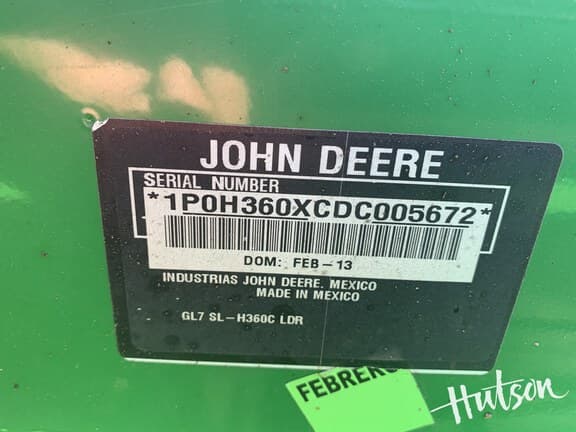 JOHN DEERE
SERIAL NUMBER
*1P0H360XCDC005672*
DOM: FEB-13
INDUSTRIAS JOHN DEERE, MEXICO
MADE IN MEXICO
GL7 SL-H360C LDR
FEBRERO
Hutson